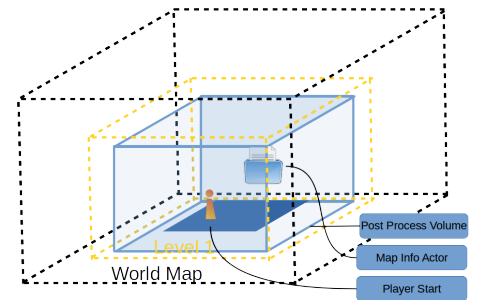 Post Process Volume
Level 1
Map Info Actor
World Map
Player Start